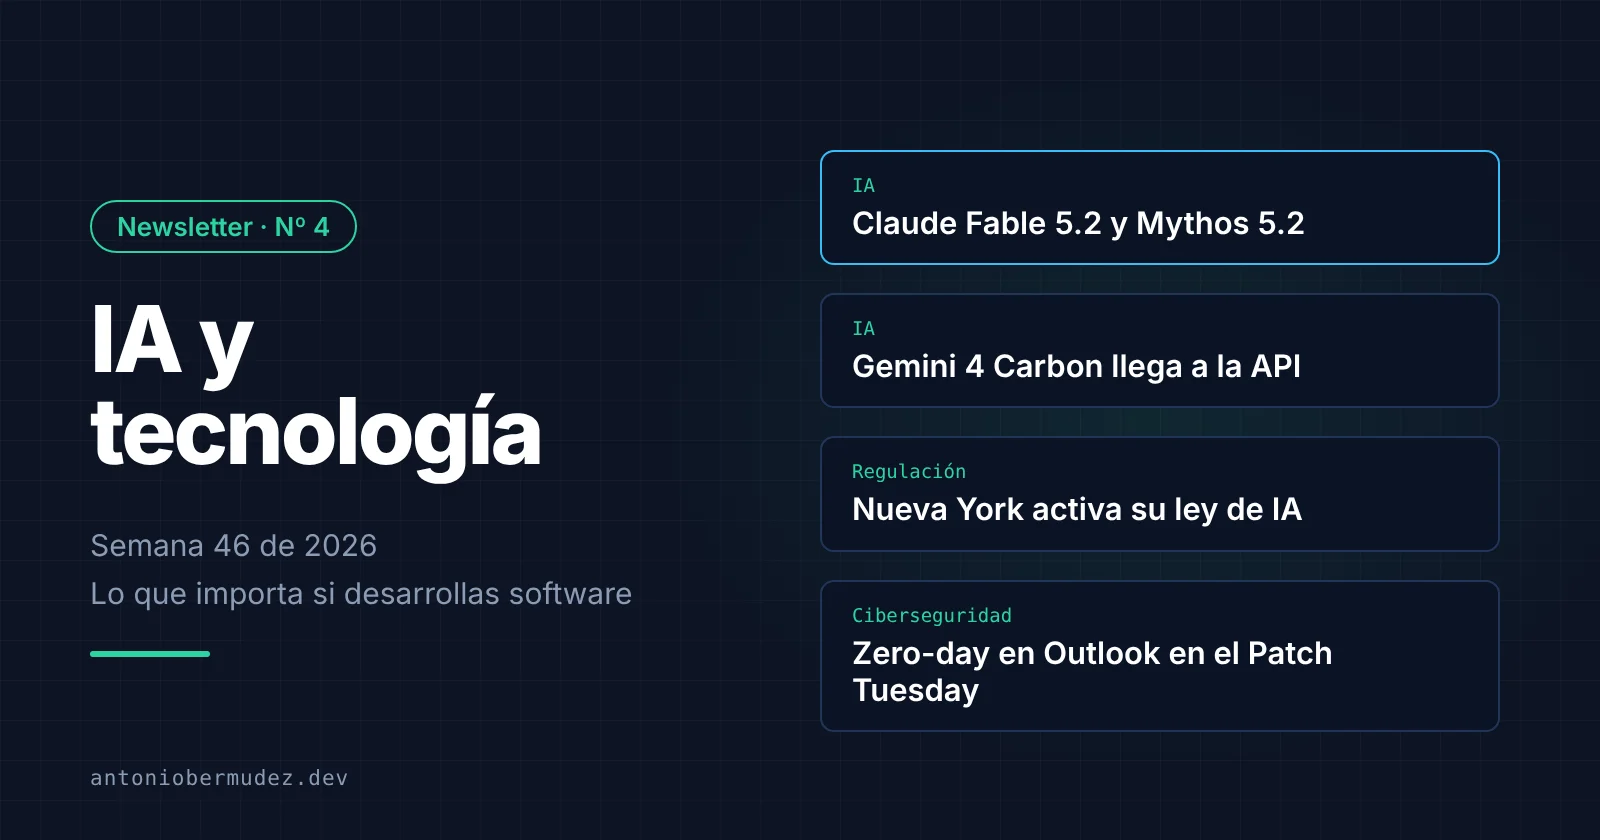 Newsletter · Nº 4
IA y
tecnología
Semana 46 de 2026
Lo que importa si desarrollas software
antoniobermudez.dev
IA
Claude Fable 5.2 y Mythos 5.2
IA
Gemini 4 Carbon llega a la API
Regulación
Nueva York activa su ley de IA
Ciberseguridad
Zero-day en Outlook en el Patch
Tuesday